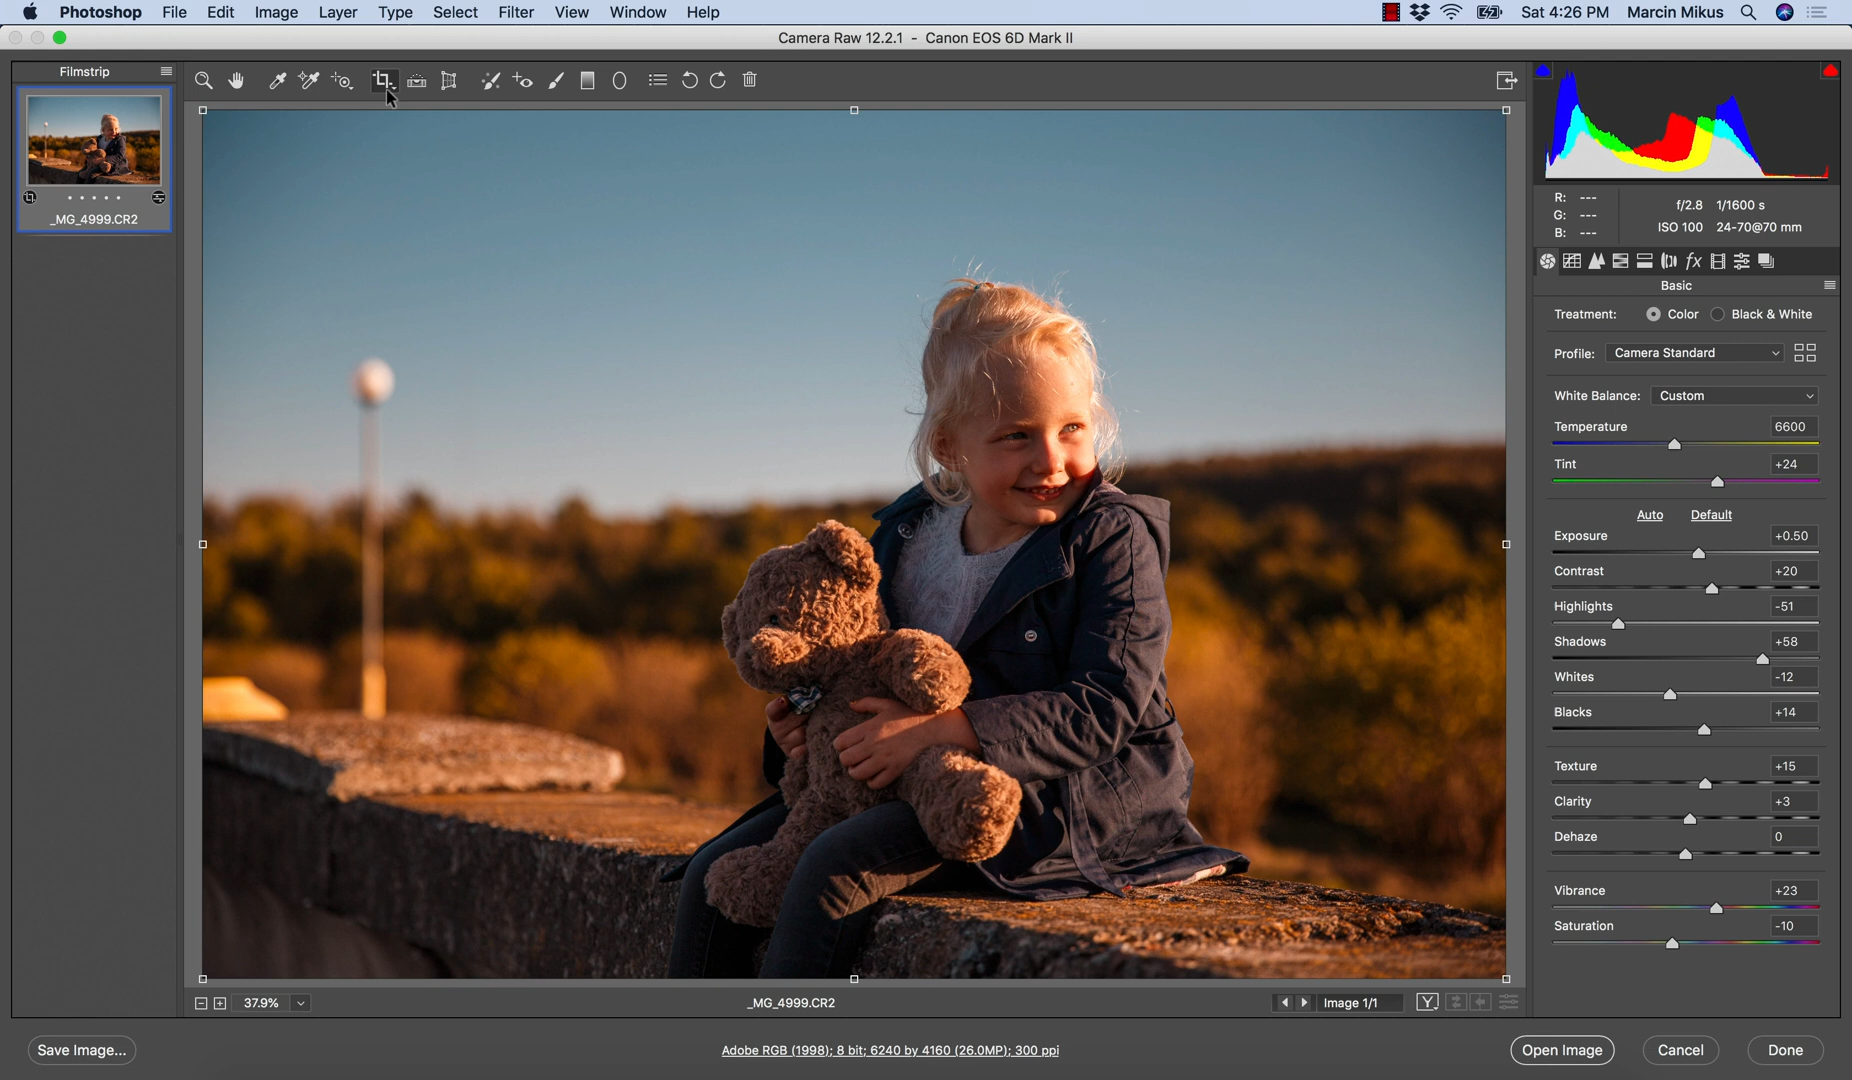 Photoshop File Edit Image Layer Type Select Filter View Window Help Sat 4:26 PM Marcin Mikus
Camera Raw 12.2.1 - Canon EOS 6D Mark II
Filmstrip
_MG_4999.CR2
R: ---
G: ---
B: ---
f/2.8 1/1600 s
ISO 100 24-70@70 mm
Basic
Treatment: Color Black & White
Profile: Camera Standard
White Balance: Custom
Temperature 6600
Tint +24
Auto Default
Exposure +0.50
Contrast +20
Highlights -51
Shadows +58
Whites -12
Blacks +14
Texture +15
Clarity +3
Dehaze 0
Vibrance +23
Saturation -10
37.9% _MG_4999.CR2 Image 1/1 Y
Save Image... Adobe RGB (1998); 8 bit; 6240 by 4160 (26.0MP); 300 ppi Open Image Cancel Done